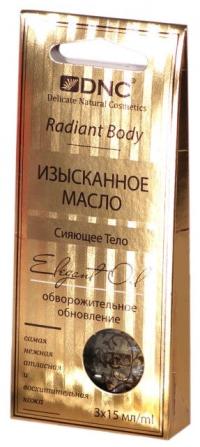 DNC
Delicate Natural Cosmetics
Radiant Body
ИЗЫСКАННОЕ
МАСЛО
Сияющее Тело
Elegant Oil
обворожительное
обновление
самая
нежная
атласная
и
восхитительная
кожа
3x15 мл/ml